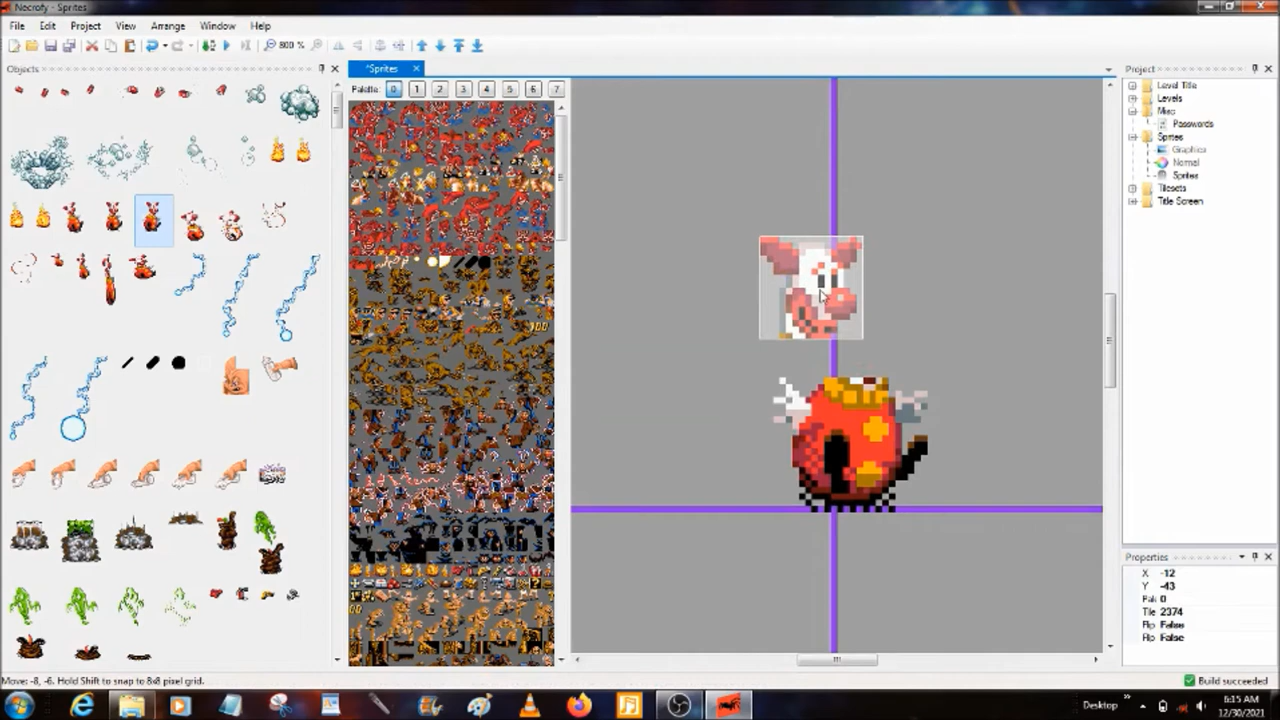 Necrofy - Sprites
File Edit Project View Arrange Window Help
800 %
Objects
*Sprites
Project
Palette: 0 1 2 3 4 5 6 7
Level Title
Levels
Misc
Passwords
Sprites
Graphics
Normal
Sprites
Tilesets
Title Screen
Properties
X -12
Y -43
Pal 0
Tile 2374
Flip False
Flip False
Move: -8, -6. Hold Shift to snap to 8x8 pixel grid.
Build succeeded
Desktop
6:15 AM
12/30/2021